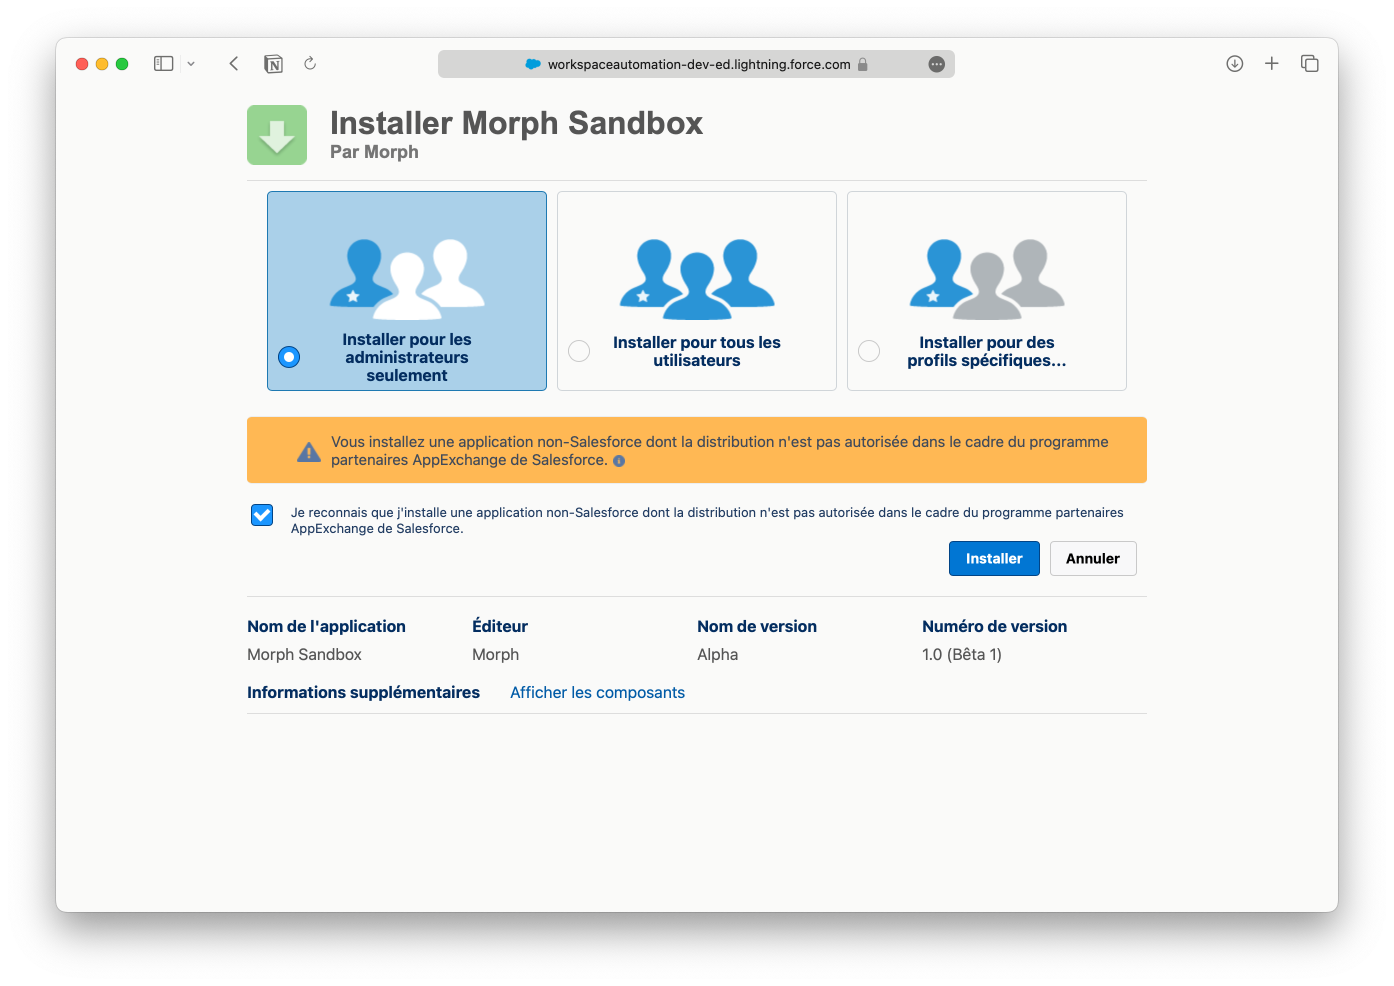 workspaceautomation-dev-ed.lightning.force.com
Installer Morph Sandbox
Par Morph
Installer pour les
administrateurs
seulement
Installer pour tous les
utilisateurs
Installer pour des
profils spécifiques...
Vous installez une application non-Salesforce dont la distribution n'est pas autorisée dans le cadre du programme
partenaires AppExchange de Salesforce.
Je reconnais que j'installe une application non-Salesforce dont la distribution n'est pas autorisée dans le cadre du programme partenaires
AppExchange de Salesforce.
Installer
Annuler
Nom de l'application
Éditeur
Nom de version
Numéro de version
Morph Sandbox
Morph
Alpha
1.0 (Bêta 1)
Informations supplémentaires
Afficher les composants